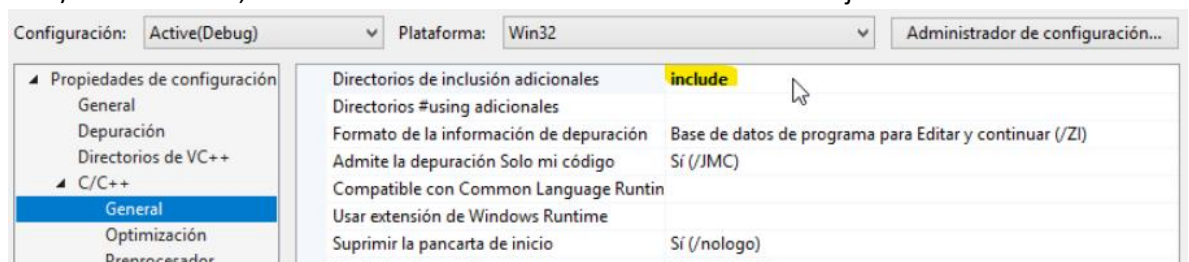 Configuración: Active(Debug) Plataforma: Win32 Administrador de configuración...
Propiedades de configuración
General
Depuración
Directorios de VC++
C/C++
General
Optimización
Preprocesador
Directorios de inclusión adicionales include
Directorios #using adicionales
Formato de la información de depuración Base de datos de programa para Editar y continuar (/ZI)
Admite la depuración Solo mi código Sí (/JMC)
Compatible con Common Language Runtin
Usar extensión de Windows Runtime
Suprimir la pancarta de inicio Sí (/nologo)